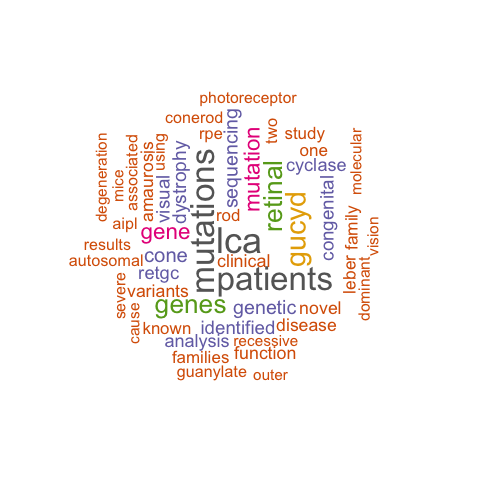 photoreceptor
conerod
rpe
sequencing
mutation
two
study
one
cyclase
molecular
degeneration
mice
associated
amaurosis
using
visual
dystrophy
mutations
retinal
gucyd
congenital
family
vision
aipl
gene
rod
lca
results
autosomal
cone
clinical
retgc
patients
leber
dominant
severe
cause
variants
genes
genetic
novel
known
identified
disease
analysis
recessive
families
function
guanylate
outer